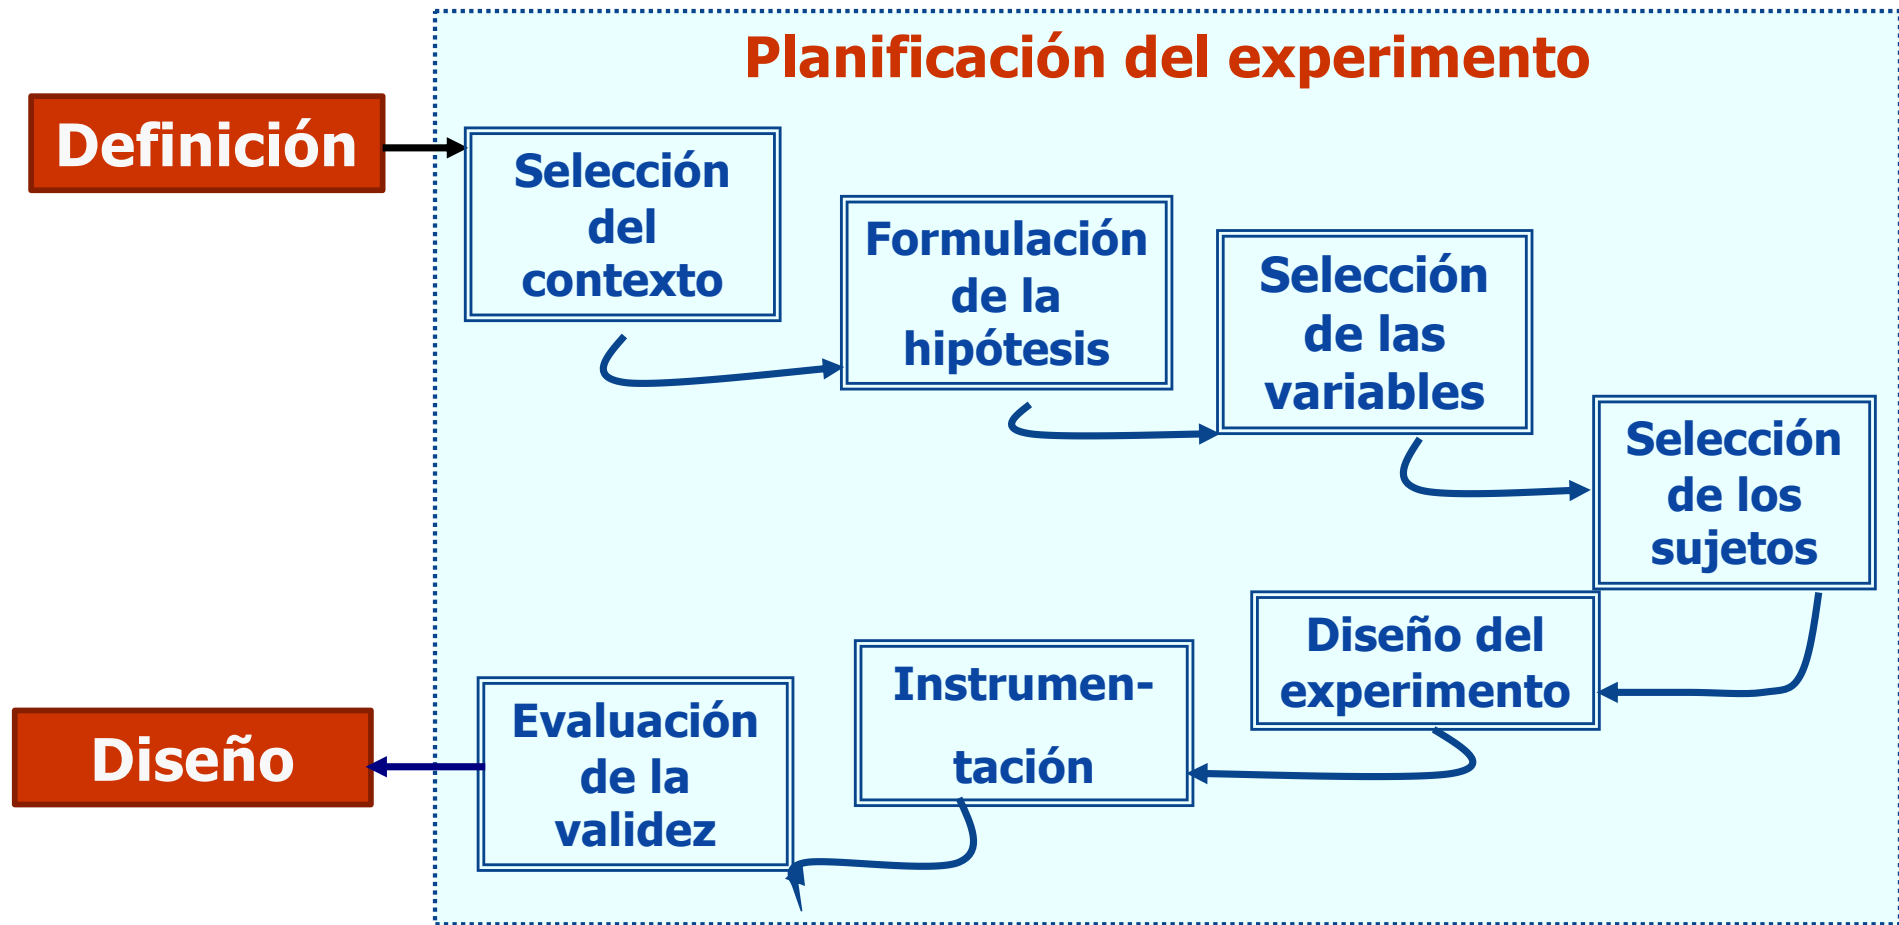 Planificación del experimento
Definición
Selección
del
contexto
Formulación
de la
hipótesis
Selección
de las
variables
Selección
de los
sujetos
Diseño del
experimento
Instrumen-
tación
Evaluación
de la
validez
Diseño